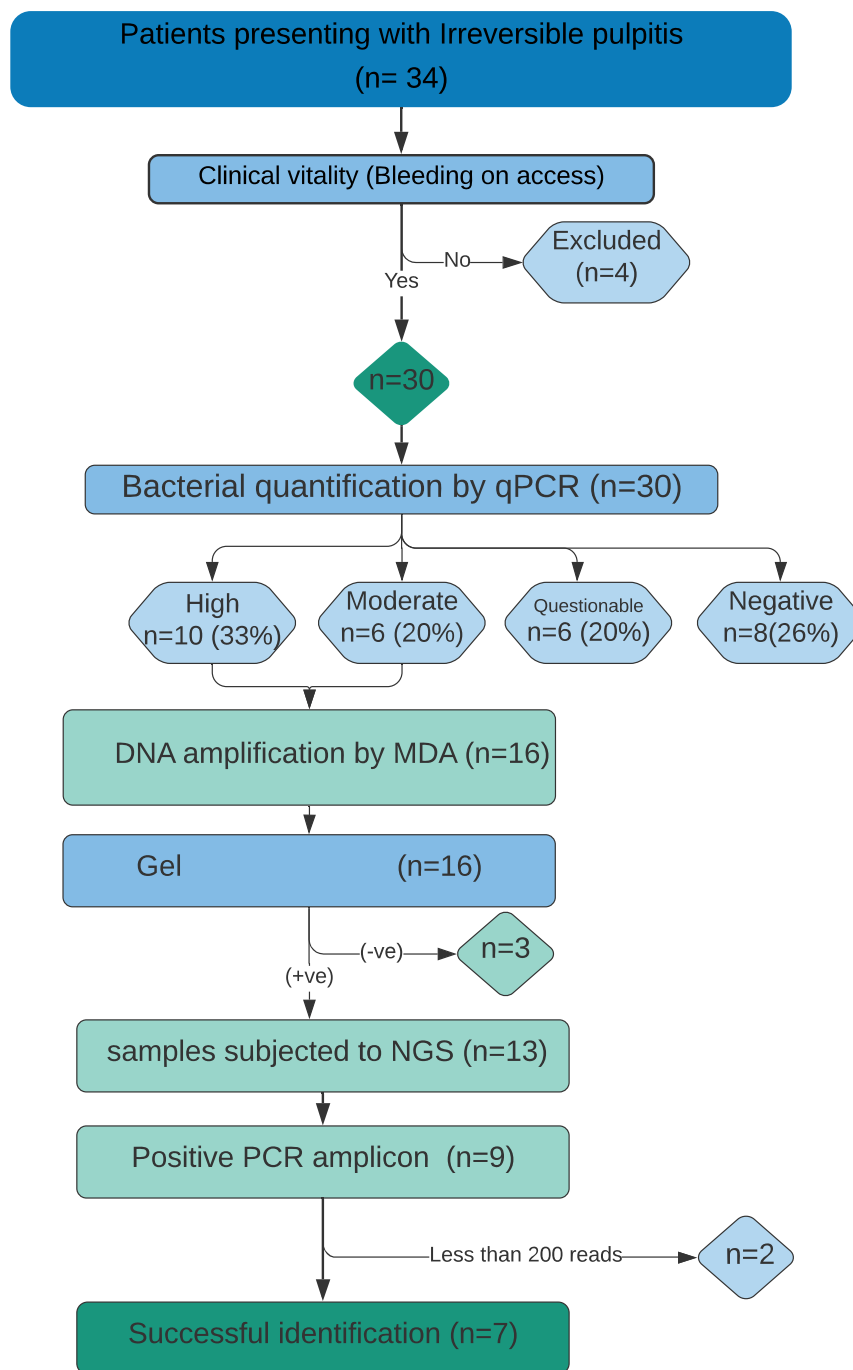 Patients presenting with Irreversible pulpitis
(n= 34)
Clinical vitality (Bleeding on access)
No
Excluded
(n=4)
Yes
n=30
Bacterial quantification by qPCR (n=30)
High
n=10 (33%)
Moderate
n=6 (20%)
Questionable
n=6 (20%)
Negative
n=8(26%)
DNA amplification by MDA (n=16)
Gel (n=16)
(-ve)
n=3
(+ve)
samples subjected to NGS (n=13)
Positive PCR amplicon (n=9)
Less than 200 reads
n=2
Successful identification (n=7)